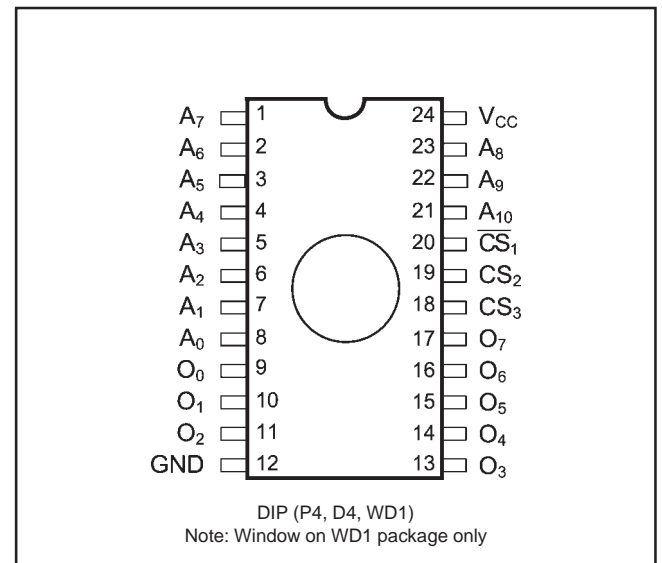 A7 1 24 VCC
A6 2 23 A8
A5 3 22 A9
A4 4 21 A10
A3 5 20 C̅S̅1
A2 6 19 CS2
A1 7 18 CS3
A0 8 17 O7
O0 9 16 O6
O1 10 15 O5
O2 11 14 O4
GND 12 13 O3
DIP (P4, D4, WD1)
Note: Window on WD1 package only